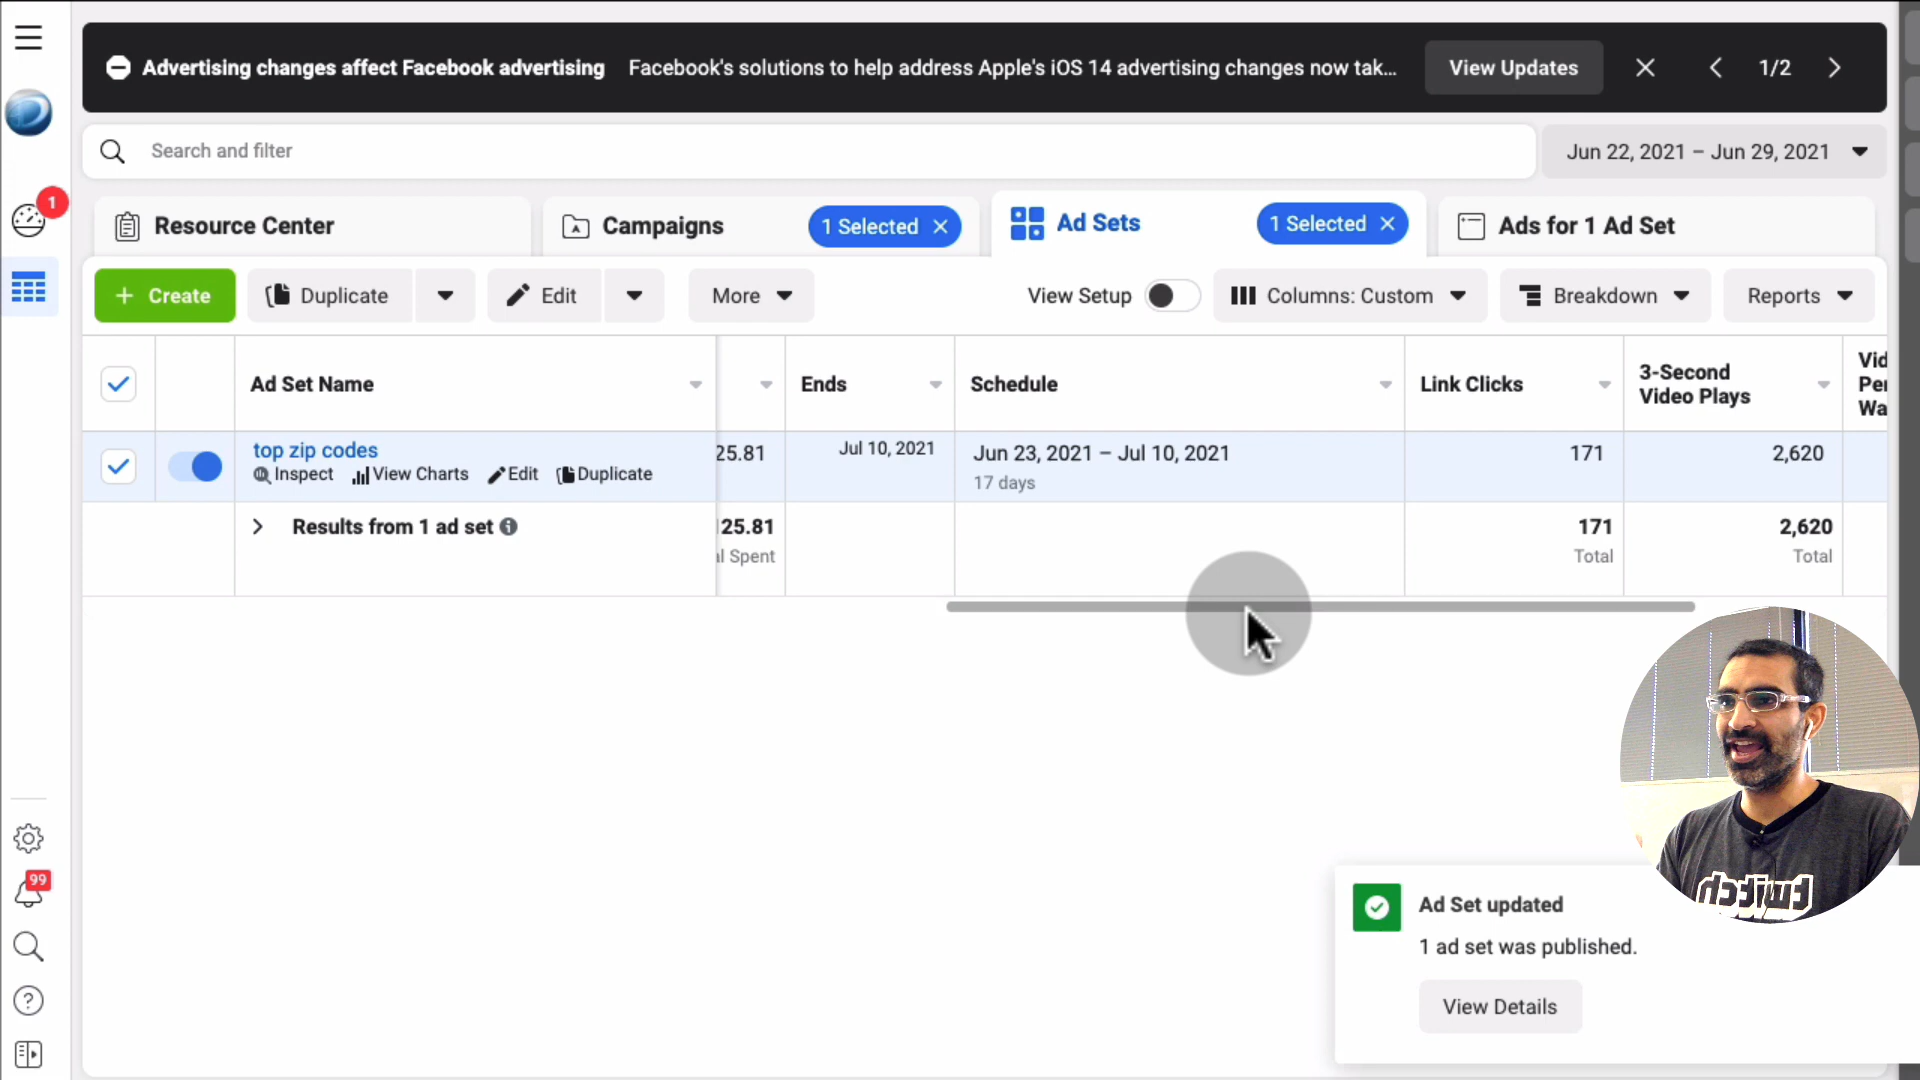 Advertising changes affect Facebook advertising Facebook's solutions to help address Apple's iOS 14 advertising changes now tak... View Updates 1/2
Search and filter Jun 22, 2021 – Jun 29, 2021
1
Resource Center Campaigns 1 Selected Ad Sets 1 Selected Ads for 1 Ad Set
+ Create Duplicate Edit More View Setup Columns: Custom Breakdown Reports
Ad Set Name Ends Schedule Link Clicks 3-Second Video Plays Vid Per Wa
top zip codes 25.81 Jul 10, 2021 Jun 23, 2021 – Jul 10, 2021 171 2,620
Inspect View Charts Edit Duplicate 17 days
Results from 1 ad set 25.81 171 2,620
l Spent Total Total
99
Ad Set updated
1 ad set was published.
View Details
twitch